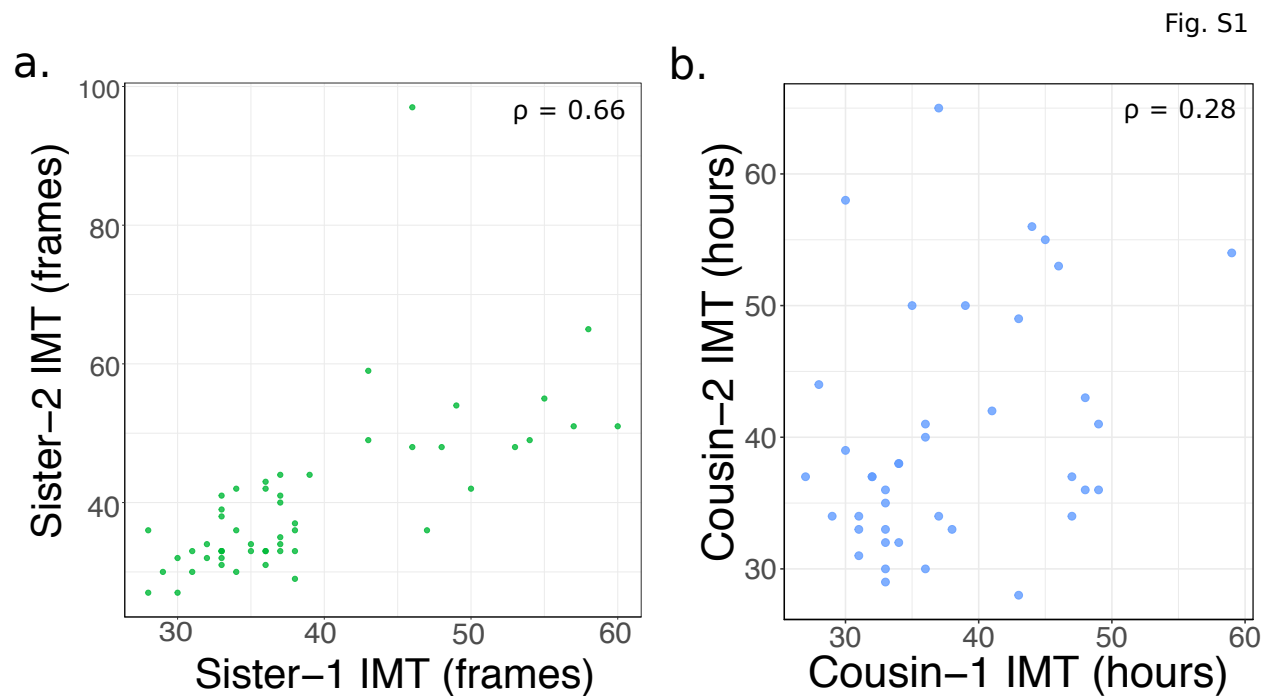 Fig. S1
a.
ρ = 0.66
100
80
60
40
Sister−2 IMT (frames)
30 40 50 60
Sister−1 IMT (frames)
b.
ρ = 0.28
60
50
40
30
Cousin−2 IMT (hours)
30 40 50 60
Cousin−1 IMT (hours)